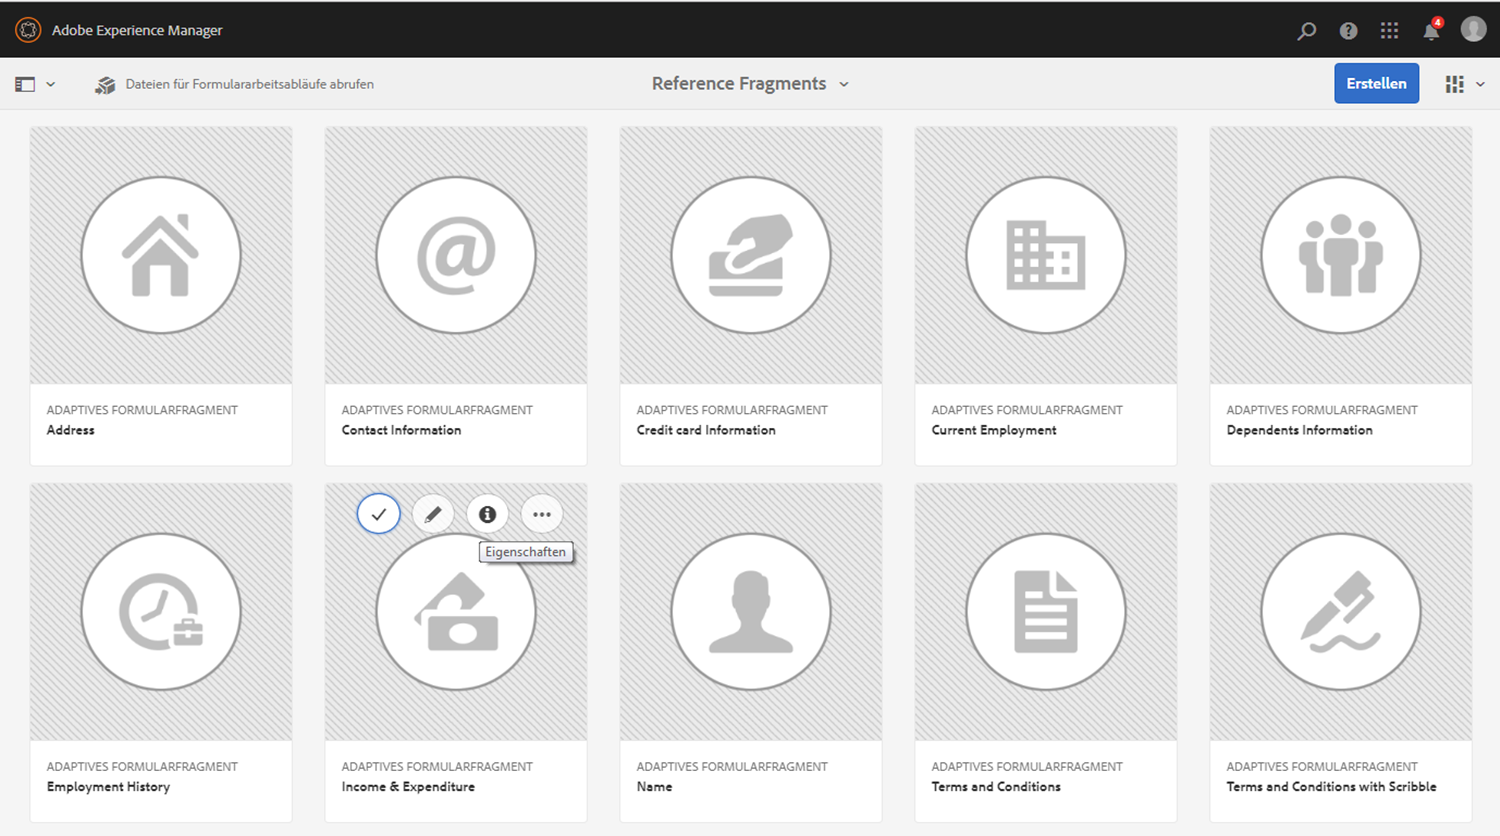 Adobe Experience Manager
4
Dateien für Formulararbeitsabläufe abrufen
Reference Fragments
Erstellen
ADAPTIVES FORMULARFRAGMENT
Address
ADAPTIVES FORMULARFRAGMENT
Contact Information
ADAPTIVES FORMULARFRAGMENT
Credit card Information
ADAPTIVES FORMULARFRAGMENT
Current Employment
ADAPTIVES FORMULARFRAGMENT
Dependents Information
Eigenschaften
ADAPTIVES FORMULARFRAGMENT
Employment History
ADAPTIVES FORMULARFRAGMENT
Income & Expenditure
ADAPTIVES FORMULARFRAGMENT
Name
ADAPTIVES FORMULARFRAGMENT
Terms and Conditions
ADAPTIVES FORMULARFRAGMENT
Terms and Conditions with Scribble